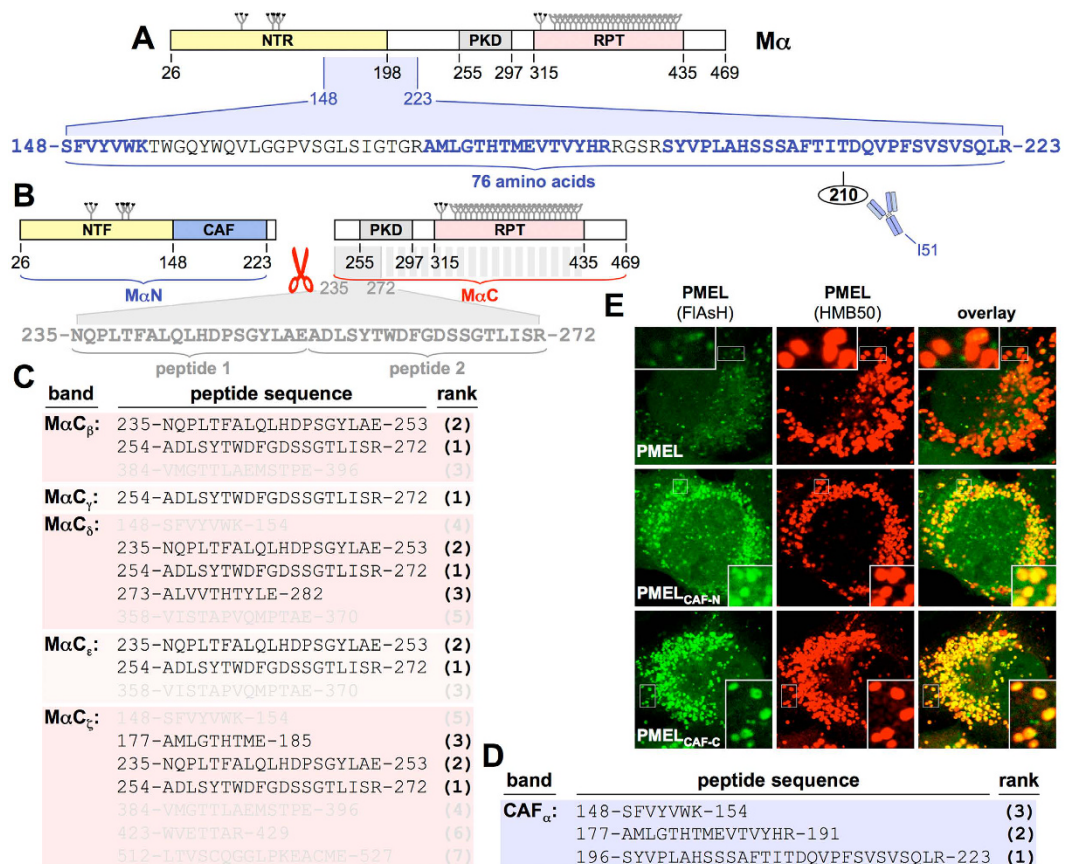 A
NTR PKD RPT Mα
26 198 255 297 315 435 469
148 223
148-SFVYVWKTWGQYWQVLGGPVSGLSIGTGRAMLGTHTMEVTVYHRRGSRSYVPLAHSSSAFTITDQVPFSVSVSQLR-223
76 amino acids
210
I51
B
NTF CAF PKD RPT
26 148 223 255 297 315 435 469
MαN MαC
235 272
235-NQPLTFALQLHDPSGYLAEADLSYTWDFGDSSGTLISR-272
peptide 1 peptide 2
C
band peptide sequence rank
MαCβ: 235-NQPLTFALQLHDPSGYLAE-253 (2)
254-ADLSYTWDFGDSSGTLISR-272 (1)
384-VMGTTLAEMSTPE-396 (3)
MαCγ: 254-ADLSYTWDFGDSSGTLISR-272 (1)
MαCδ: 148-SFVYVWK-154 (4)
235-NQPLTFALQLHDPSGYLAE-253 (2)
254-ADLSYTWDFGDSSGTLISR-272 (1)
273-ALVVTHTYLE-282 (3)
358-VISTAPVQMPTAE-370 (5)
MαCε: 235-NQPLTFALQLHDPSGYLAE-253 (2)
254-ADLSYTWDFGDSSGTLISR-272 (1)
358-VISTAPVQMPTAE-370 (3)
MαCζ: 148-SFVYVWK-154 (5)
177-AMLGTHTME-185 (3)
235-NQPLTFALQLHDPSGYLAE-253 (2)
254-ADLSYTWDFGDSSGTLISR-272 (1)
384-VMGTTLAEMSTPE-396 (4)
423-WVETTAR-429 (6)
512-LTVSCQGGLPKEACME-527 (7)
E
PMEL PMEL overlay
(FlAsH) (HMB50)
PMEL
PMELCAF-N
PMELCAF-C
D
band peptide sequence rank
CAFα: 148-SFVYVWK-154 (3)
177-AMLGTHTMEVTVYHR-191 (2)
196-SYVPLAHSSSAFTITDQVPFSVSVSQLR-223 (1)